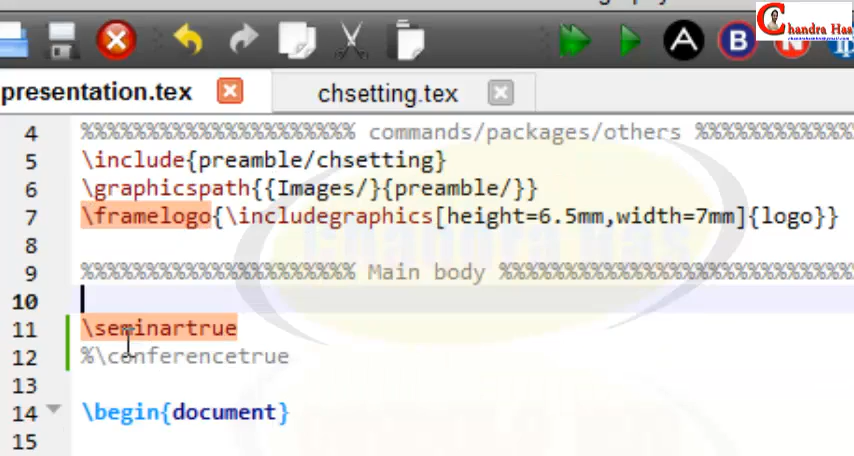 Chandra Has
presentation.tex
chsetting.tex
4 %%%%%%%%%%%%%%%%%%%%% commands/packages/others %%%%%%%%%%%%
5 \include{preamble/chsetting}
6 \graphicspath{{Images/}{preamble/}}
7 \framelogo{\includegraphics[height=6.5mm,width=7mm]{logo}}
8
9 %%%%%%%%%%%%%%%%%%%%% Main body %%%%%%%%%%%%%%%%%%%%%%%%%%%
10
11 \seminartrue
12 %\conferencetrue
13
14 \begin{document}
15